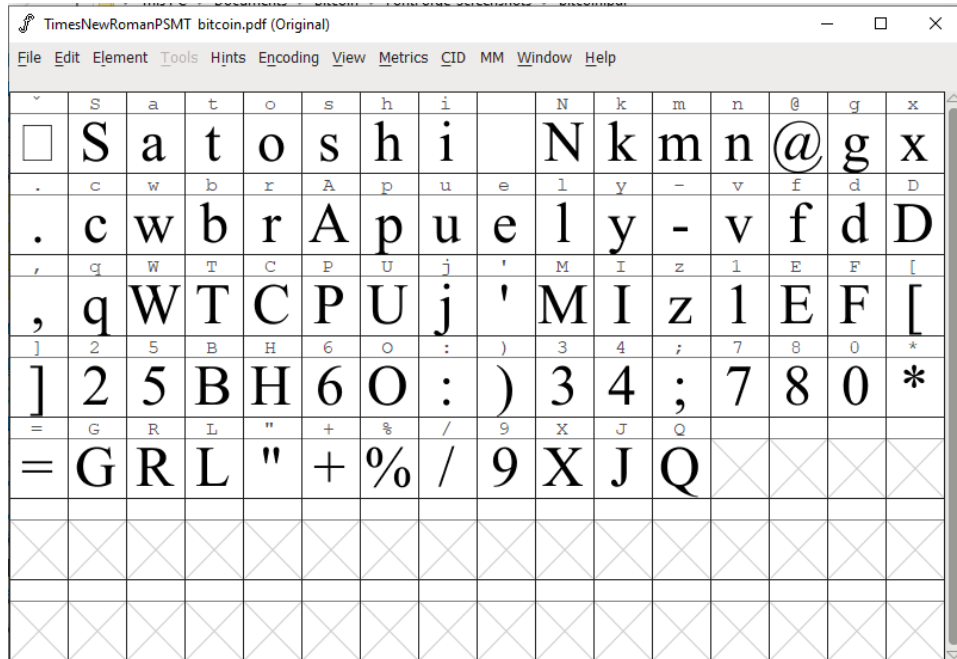 TimesNewRomanPSMT bitcoin.pdf (Original)
File Edit Element Tools Hints Encoding View Metrics CID MM Window Help
ˇ S a t o s h i N k m n @ g x
S a t o s h i N k m n @ g x
. c w b r A p u e l y - v f d D
. c w b r A p u e l y - v f d D
, q W T C P U j ' M I z 1 E F [
, q W T C P U j ' M I z 1 E F [
] 2 5 B H 6 O : ) 3 4 ; 7 8 0 *
] 2 5 B H 6 O : ) 3 4 ; 7 8 0 *
= G R L " + % / 9 X J Q
= G R L " + % / 9 X J Q